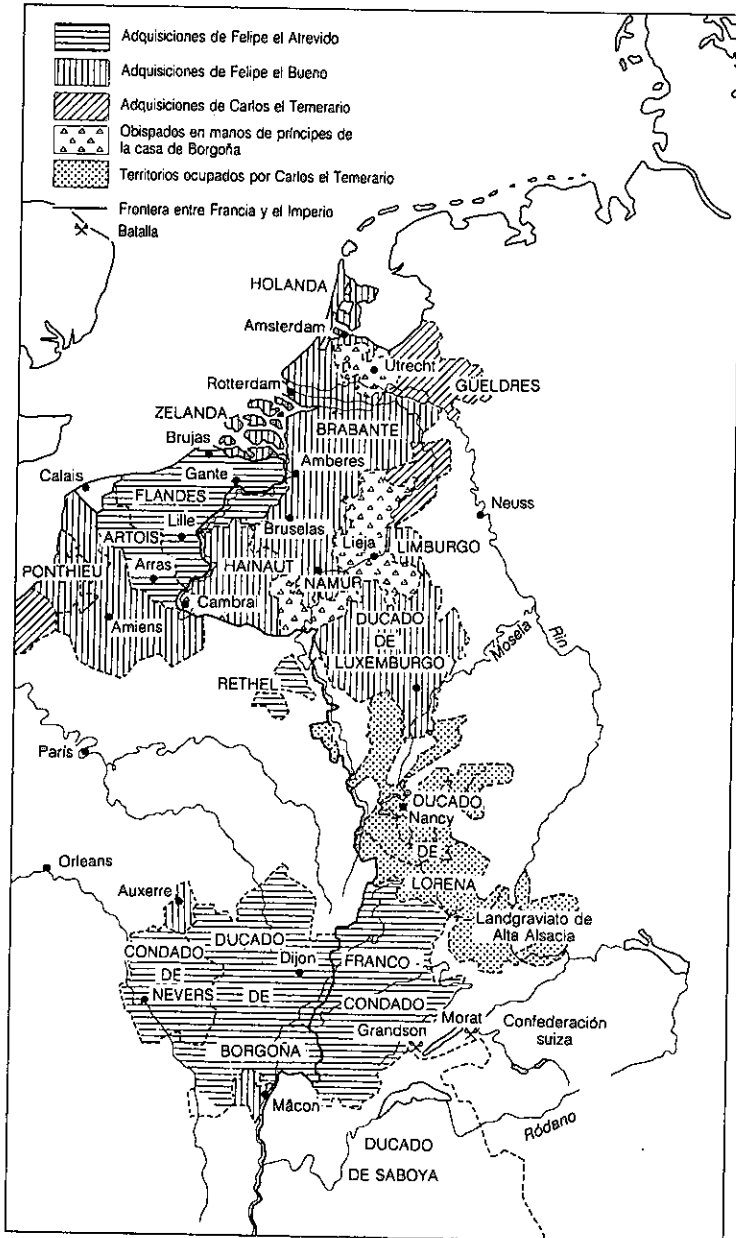 Adquisiciones de Felipe el Atrevido
Adquisiciones de Felipe el Bueno
Adquisiciones de Carlos el Temerario
Obispados en manos de príncipes de
la casa de Borgoña
Territorios ocupados por Carlos el Temerario
Frontera entre Francia y el Imperio
Batalla
HOLANDA
Amsterdam
Utrecht
GÜELDRES
Rotterdam
ZELANDA
BRABANTE
Brujas
Amberes
Calais
Gante
FLANDES
Neuss
Lille
Bruselas
ARTOIS
Lieja
LIMBURGO
Arras
HAINAUT
PONTHIEU
NAMUR
Cambrai
Amiens
DUCADO
DE
LUXEMBURGO
Mosela
Rin
RETHEL
París
DUCADO
Nancy
DE
LORENA
Orleans
Auxerre
Landgraviato de
Alta Alsacia
DUCADO
CONDADO
Dijon
FRANCO
DE
NEVERS
DE
CONDADO
Grandson
Morat
Confederación
suiza
BORGOÑA
Mâcon
Ródano
DUCADO
DE SABOYA